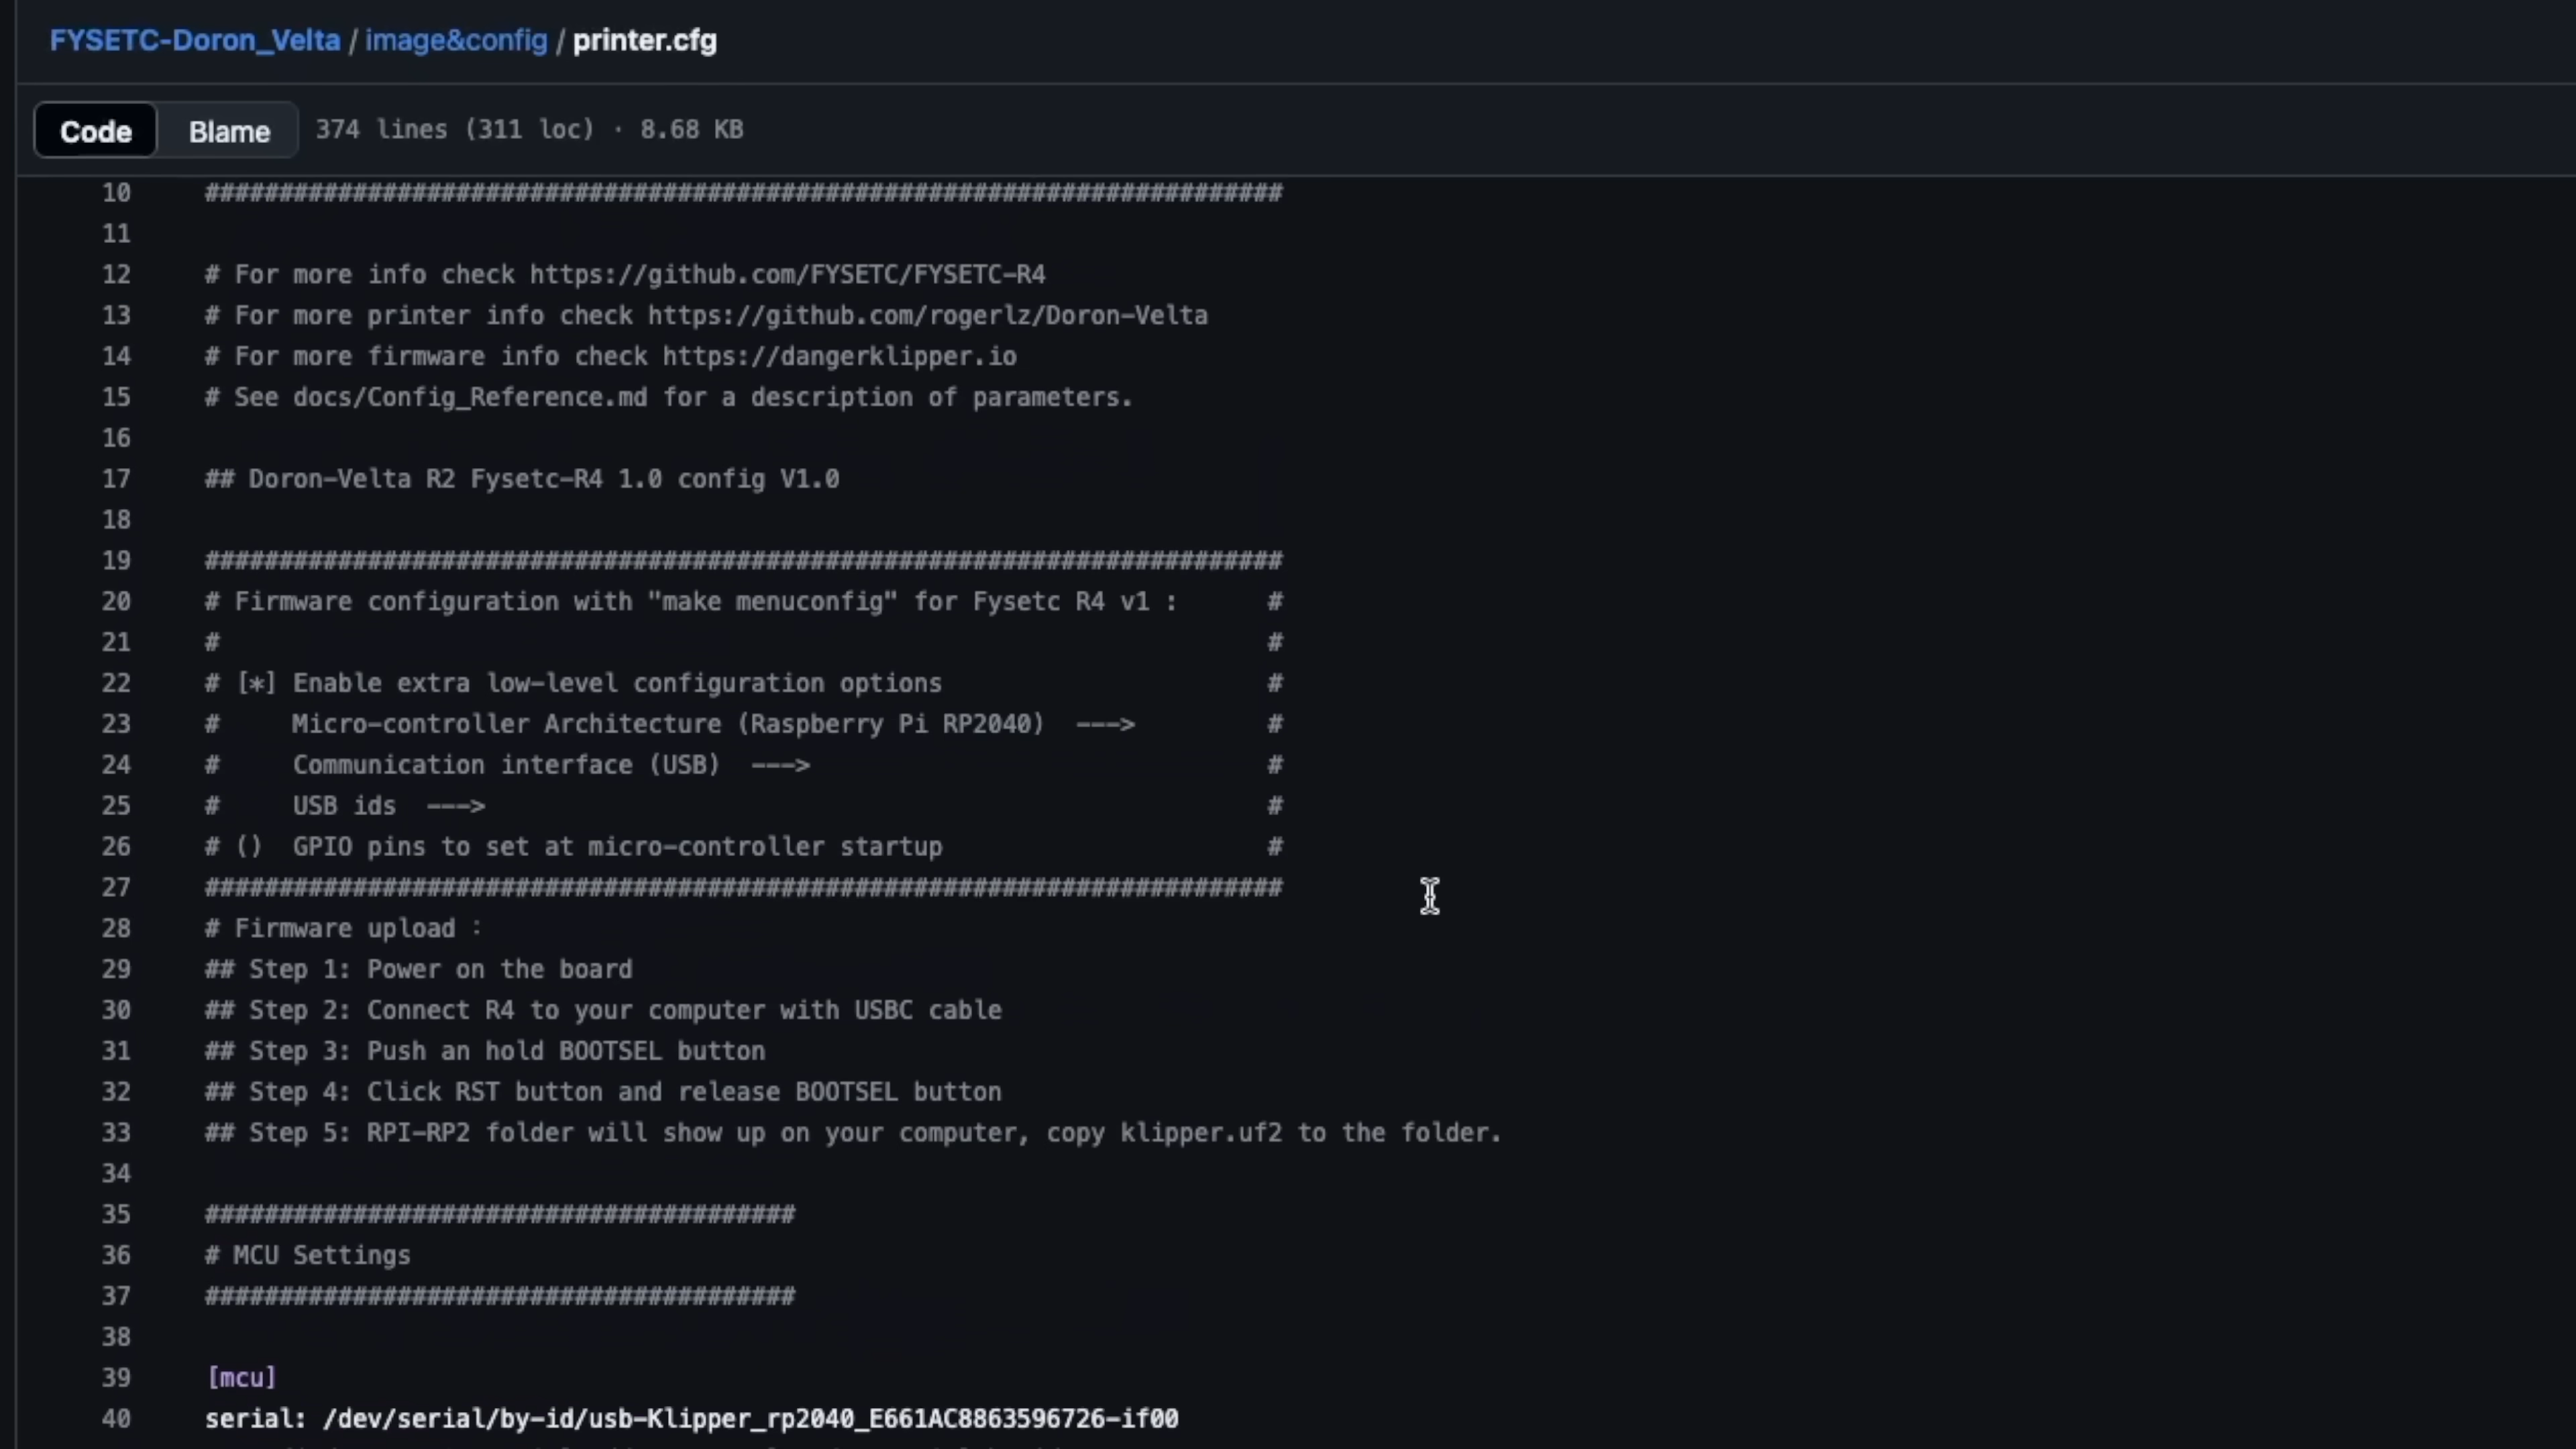 FYSETC-Doron_Velta / image&config / printer.cfg
Code Blame 374 lines (311 loc) · 8.68 KB
10 #########################################################################
11
12 # For more info check https://github.com/FYSETC/FYSETC-R4
13 # For more printer info check https://github.com/rogerlz/Doron-Velta
14 # For more firmware info check https://dangerklipper.io
15 # See docs/Config_Reference.md for a description of parameters.
16
17 ## Doron-Velta R2 Fysetc-R4 1.0 config V1.0
18
19 #########################################################################
20 # Firmware configuration with "make menuconfig" for Fysetc R4 v1 :      #
21 #                                                                       #
22 # [*] Enable extra low-level configuration options                      #
23 #     Micro-controller Architecture (Raspberry Pi RP2040)  --->         #
24 #     Communication interface (USB)  --->                               #
25 #     USB ids  --->                                                     #
26 # ()  GPIO pins to set at micro-controller startup                      #
27 #########################################################################
28 # Firmware upload :
29 ## Step 1: Power on the board
30 ## Step 2: Connect R4 to your computer with USBC cable
31 ## Step 3: Push an hold BOOTSEL button
32 ## Step 4: Click RST button and release BOOTSEL button
33 ## Step 5: RPI-RP2 folder will show up on your computer, copy klipper.uf2 to the folder.
34
35 ########################################
36 # MCU Settings
37 ########################################
38
39 [mcu]
40 serial: /dev/serial/by-id/usb-Klipper_rp2040_E661AC8863596726-if00